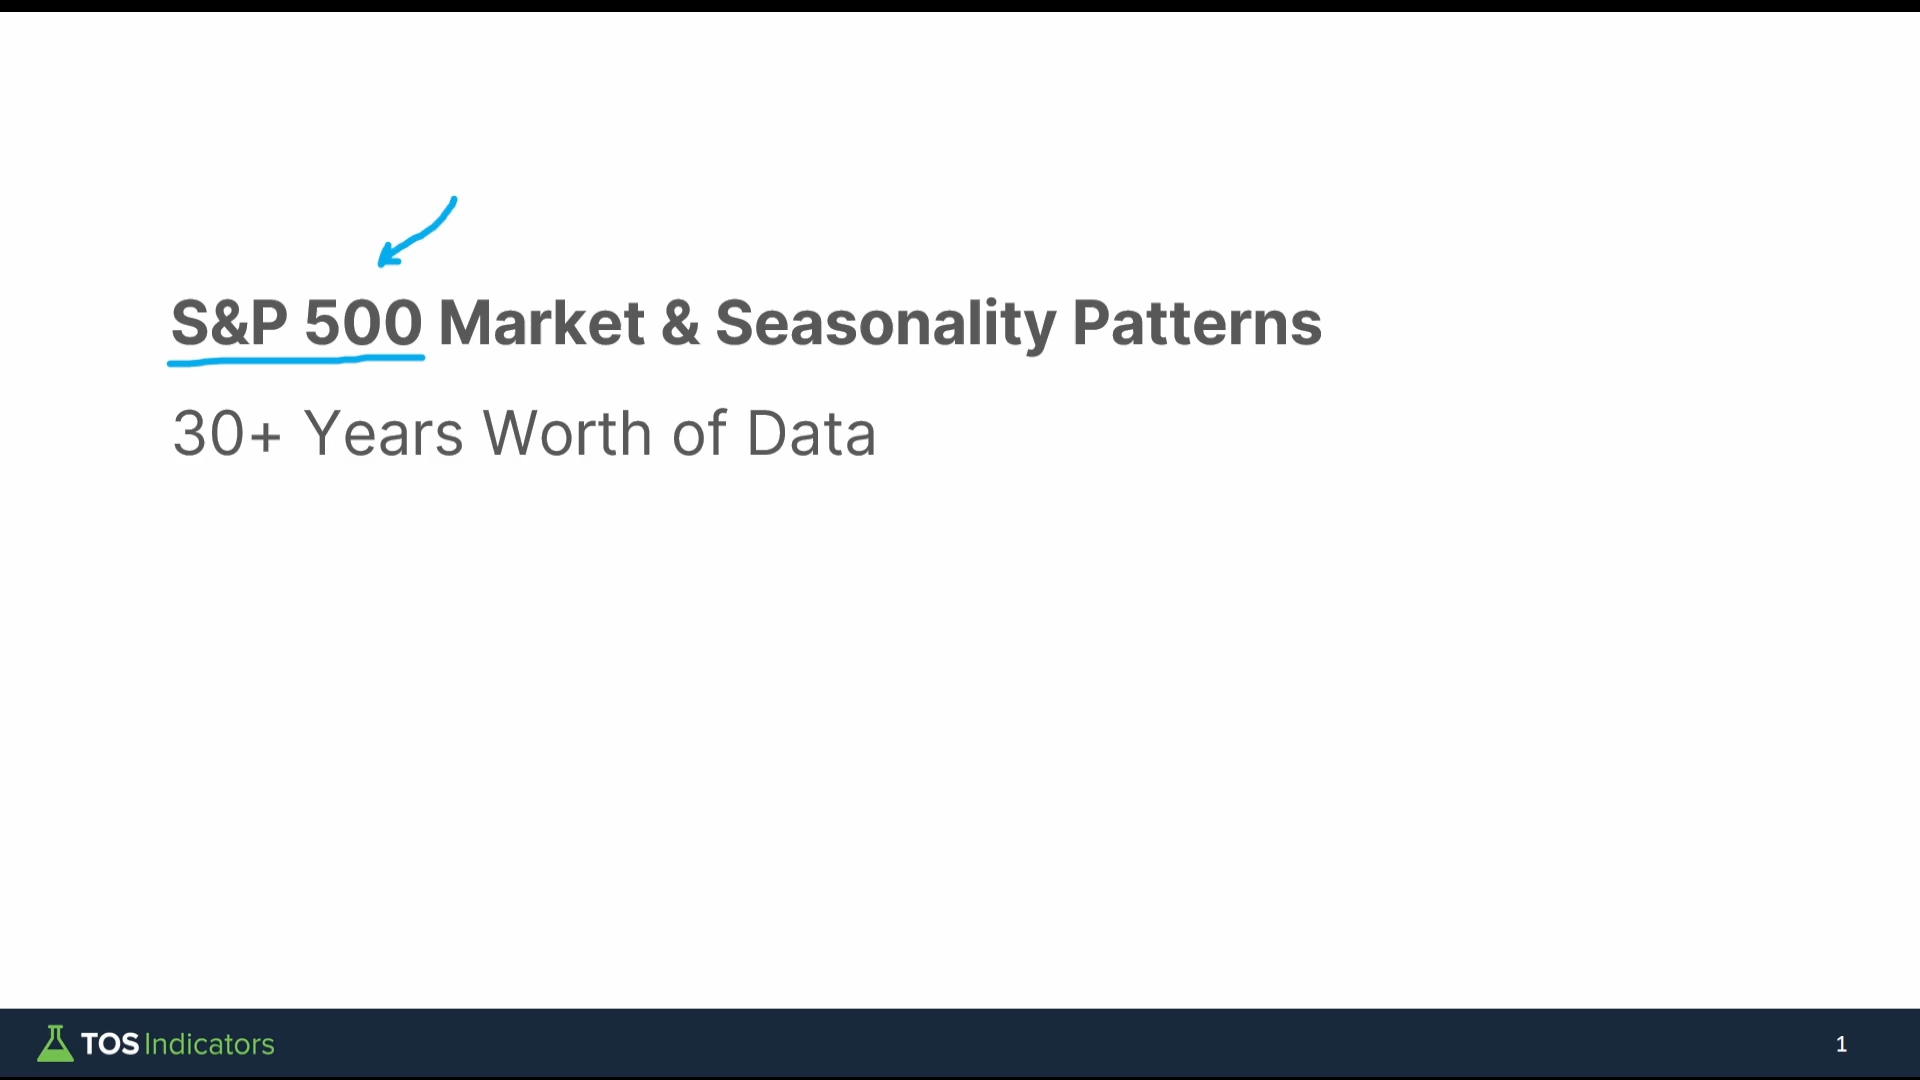 S&P 500 Market & Seasonality Patterns
30+ Years Worth of Data
TOS Indicators
1